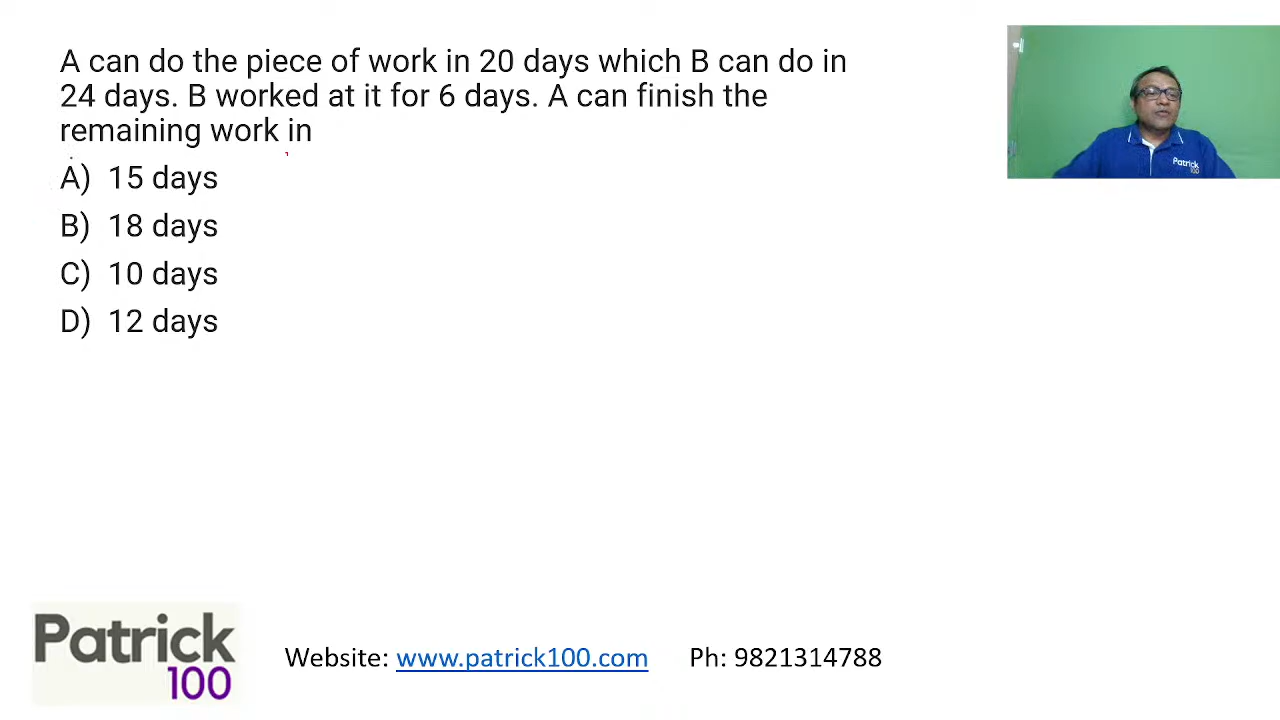 A can do the piece of work in 20 days which B can do in
24 days. B worked at it for 6 days. A can finish the
remaining work in
A) 15 days
B) 18 days
C) 10 days
D) 12 days
Patrick
100
Patrick
100
Website: www.patrick100.com Ph: 9821314788